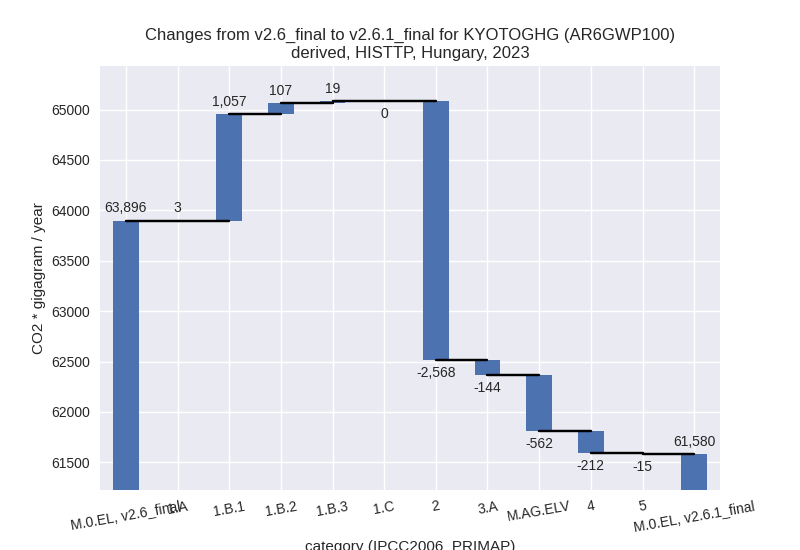 Changes from v2.6_final to v2.6.1_final for KYOTOGHG (AR6GWP100)
derived, HISTTP, Hungary, 2023
CO2 * gigagram / year
65000
64500
64000
63500
63000
62500
62000
61500
63,896
3
1,057
107
19
0
-2,568
-144
-562
-212
-15
61,580
M.0.EL, v2.6_final
1.A
1.B.1
1.B.2
1.B.3
1.C
2
3.A
M.AG.ELV
4
5
M.0.EL, v2.6.1_final
category (IPCC2006_PRIMAP)